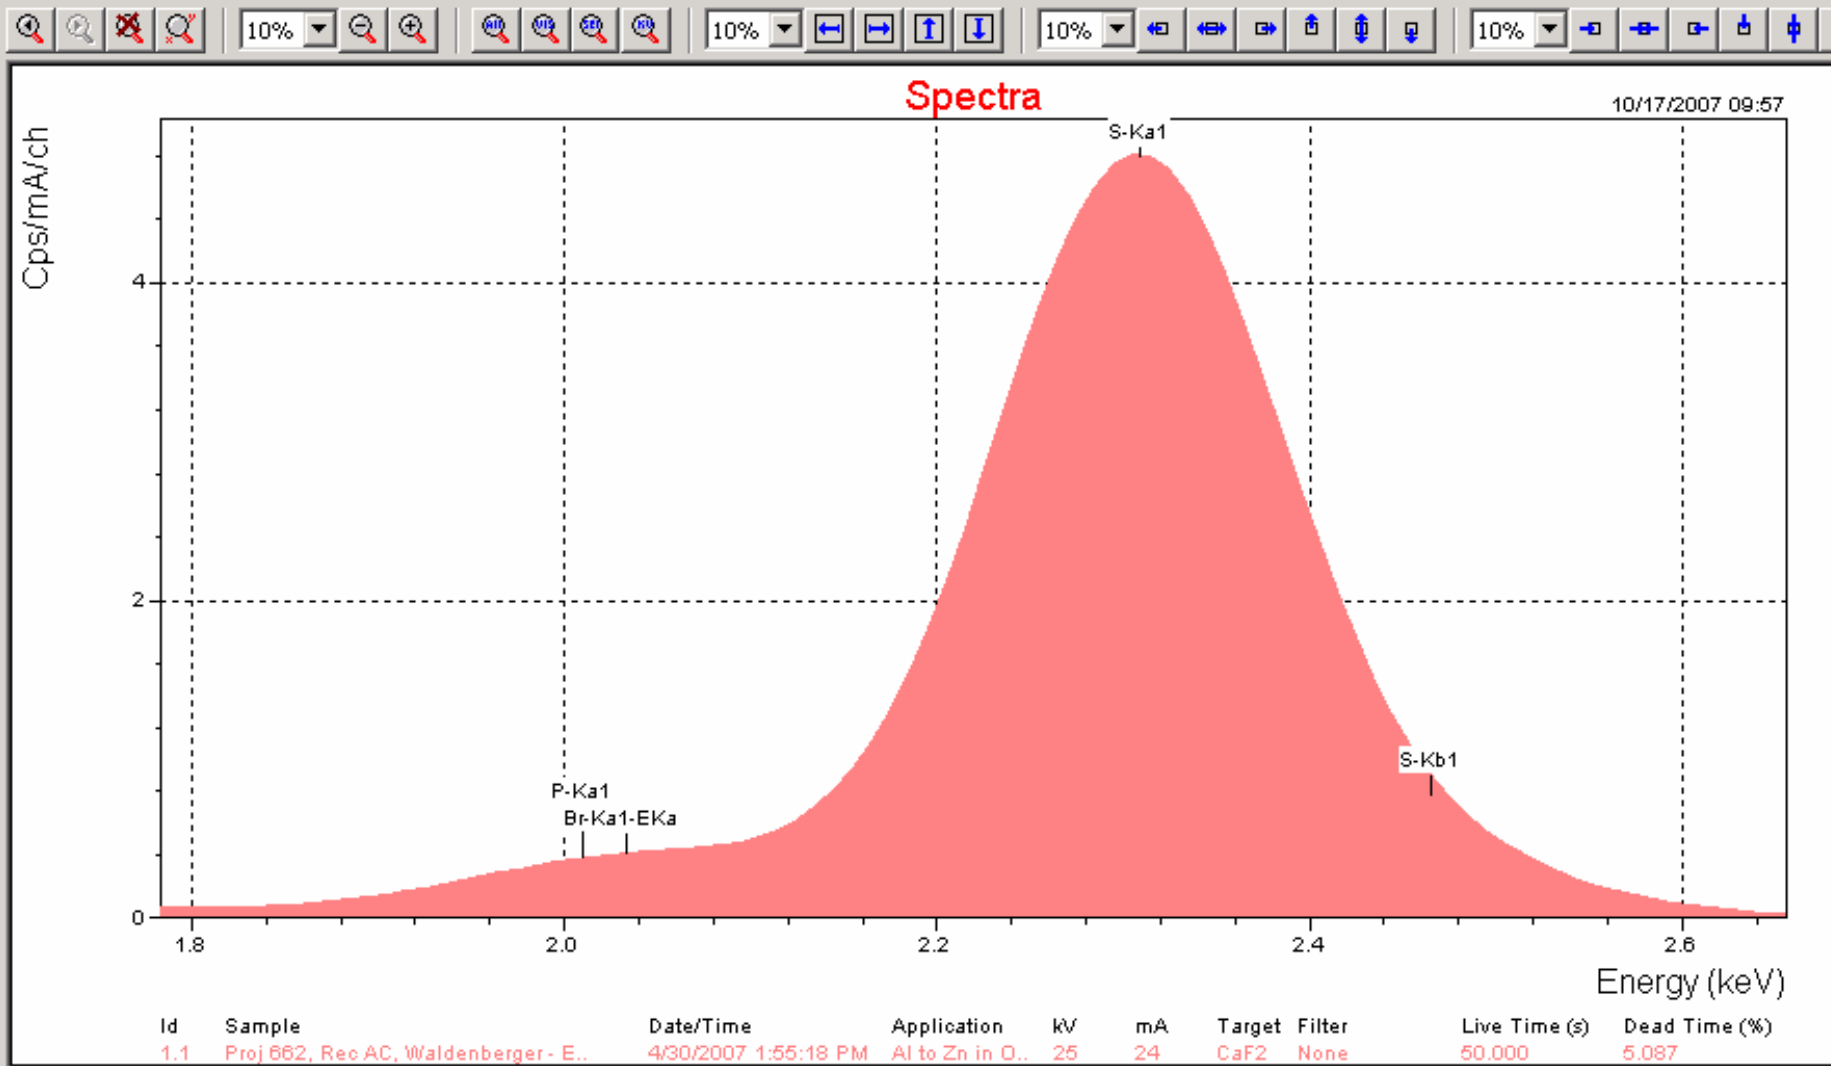 10% 10% 10% 10%
Spectra
10/17/2007 09:57
Cps/mA/ch
S-Ka1
4
2
S-Kb1
P-Ka1
Br-Ka1-EKa
0
1.8 2.0 2.2 2.4 2.6
Energy (keV)
Id Sample Date/Time Application kV mA Target Filter Live Time (s) Dead Time (%)
1.1 Proj 662, Rec AC, Waldenberger - E.. 4/30/2007 1:55:18 PM Al to Zn in O.. 25 24 CaF2 None 50.000 5.087